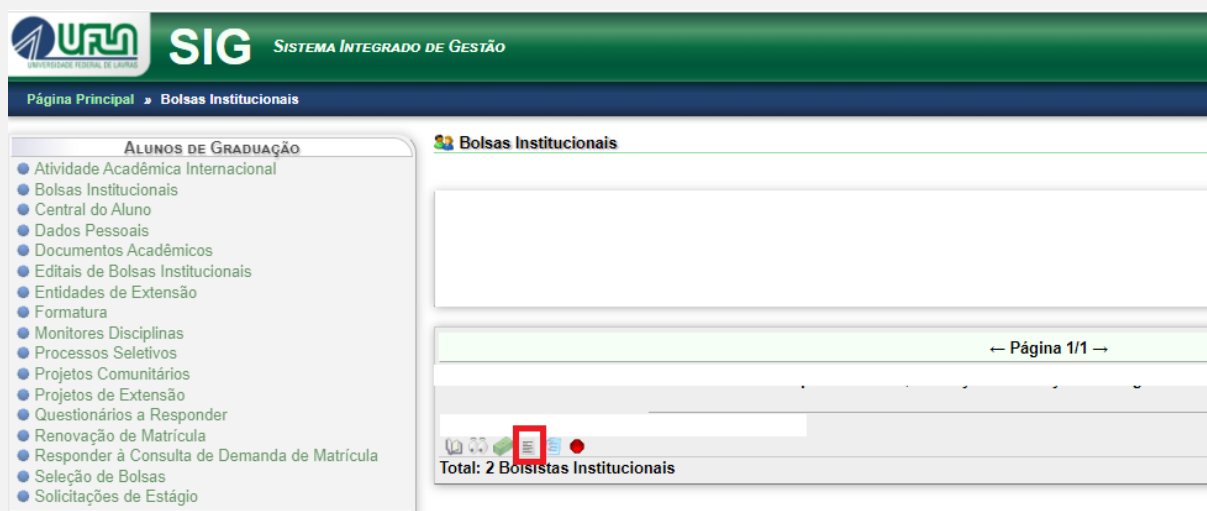 UFLA
UNIVERSIDADE FEDERAL DE LAVRAS
SIG SISTEMA INTEGRADO DE GESTÃO
Página Principal » Bolsas Institucionais
ALUNOS DE GRADUAÇÃO
Atividade Acadêmica Internacional
Bolsas Institucionais
Central do Aluno
Dados Pessoais
Documentos Acadêmicos
Editais de Bolsas Institucionais
Entidades de Extensão
Formatura
Monitores Disciplinas
Processos Seletivos
Projetos Comunitários
Projetos de Extensão
Questionários a Responder
Renovação de Matrícula
Responder à Consulta de Demanda de Matrícula
Seleção de Bolsas
Solicitações de Estágio
Bolsas Institucionais
← Página 1/1 →
Total: 2 Bolsistas Institucionais